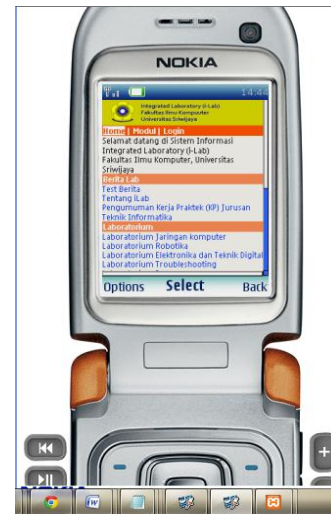 NOKIA
14:44
Integrated Laboratory (i-Lab)
Fakultas Ilmu Komputer
Universitas Sriwijaya
Home | Modul | Login
Selamat datang di Sistem Informasi
Integrated Laboratory (i-Lab)
Fakultas Ilmu Komputer, Universitas
Sriwijaya
Berita Lab
Test Berita
Tentang iLab
Pengumuman Kerja Praktek (KP) Jurusan
Teknik Informatika
Laboratorium
Laboratorium Jaringan komputer
Laboratorium Robotika
Laboratorium Elektronika dan Teknik Digital
Laboratorium Troubleshooting
Options Select Back